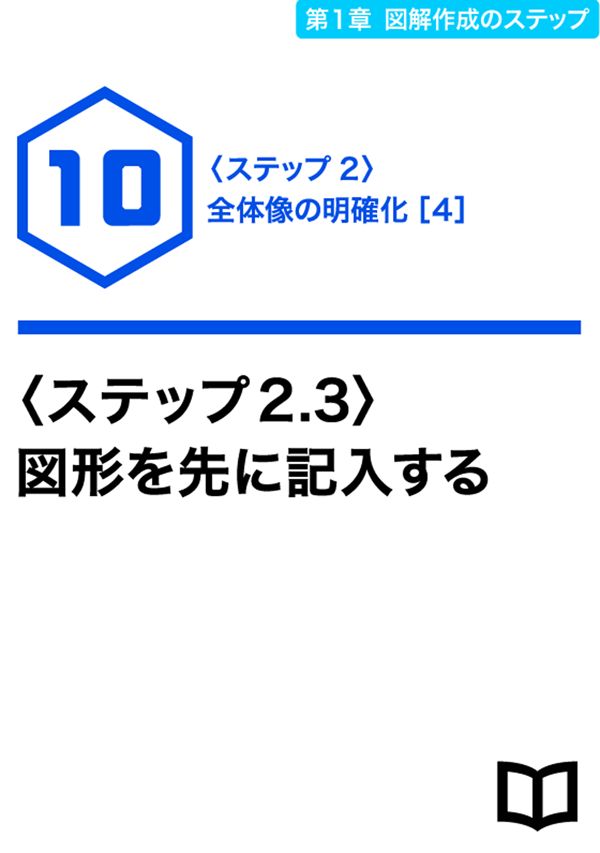 第1章 図解作成のステップ
10
〈ステップ 2〉
全体像の明確化［4］
〈ステップ2.3〉
図形を先に記入する